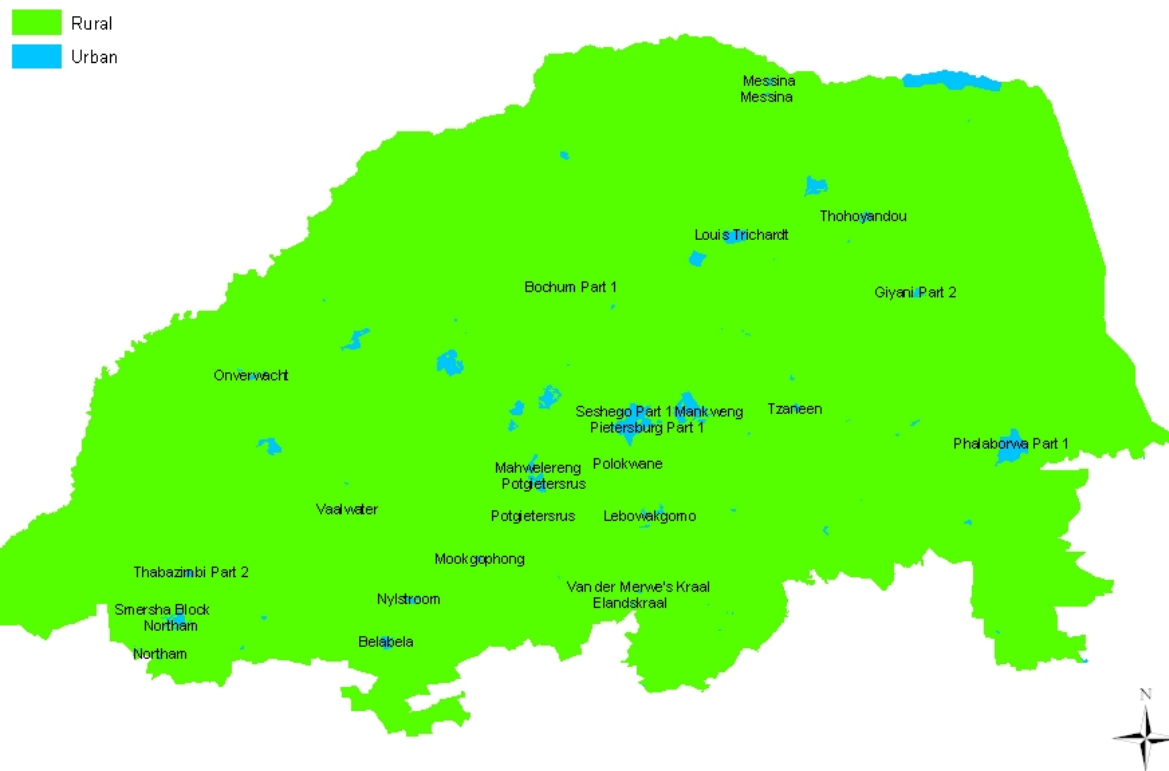 Rural
Urban
Messina
Messina
Thohoyandou
Louis Trichardt
Bochum Part 1
Giyani Part 2
Onverwacht
Seshego Part 1 Mankweng
Tzaneen
Pietersburg Part 1
Phalaborwa Part 1
Mahwelereng
Polokwane
Potgietersrus
Vaalwater
Potgietersrus
Lebowakgomo
Mookgophong
Thabazimbi Part 2
Van der Merwe's Kraal
Elandskraal
Nylstroom
Smersha Block
Northam
Belabela
Northam
N